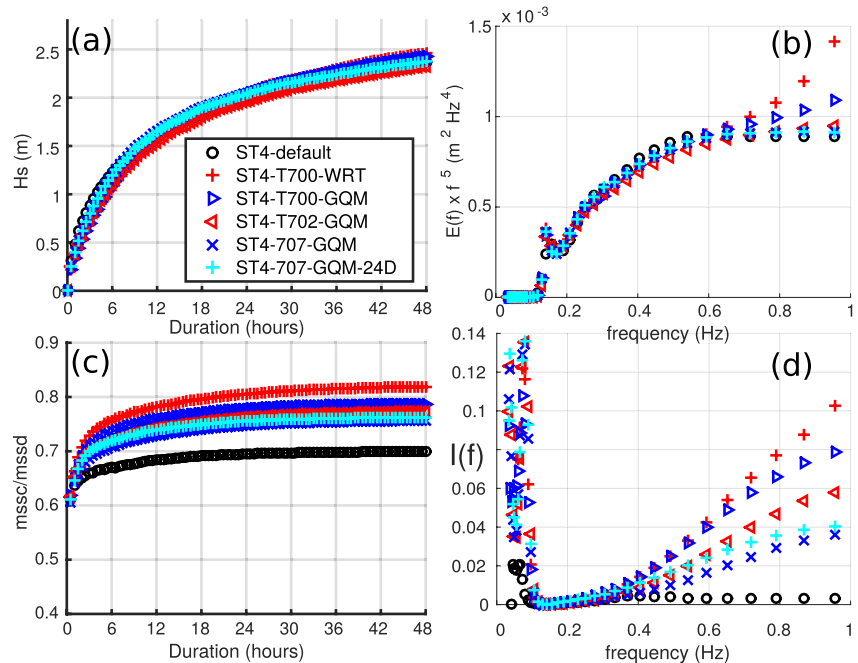 (a)
2.5
2
1.5
1
0.5
0
Hs (m)
0 6 12 18 24 30 36 42 48
Duration (hours)
ST4-default
ST4-T700-WRT
ST4-T700-GQM
ST4-T702-GQM
ST4-707-GQM
ST4-707-GQM-24D
(b)
× 10⁻³
1.5
1
0.5
0
E(f) x f ⁵ (m² Hz⁴)
0 0.2 0.4 0.6 0.8 1
frequency (Hz)
(c)
0.9
0.8
0.7
0.6
0.5
0.4
mssc/mssd
0 6 12 18 24 30 36 42 48
Duration (hours)
(d)
0.14
0.12
0.1
0.08
0.06
0.04
0.02
0
I(f)
0 0.2 0.4 0.6 0.8 1
frequency (Hz)